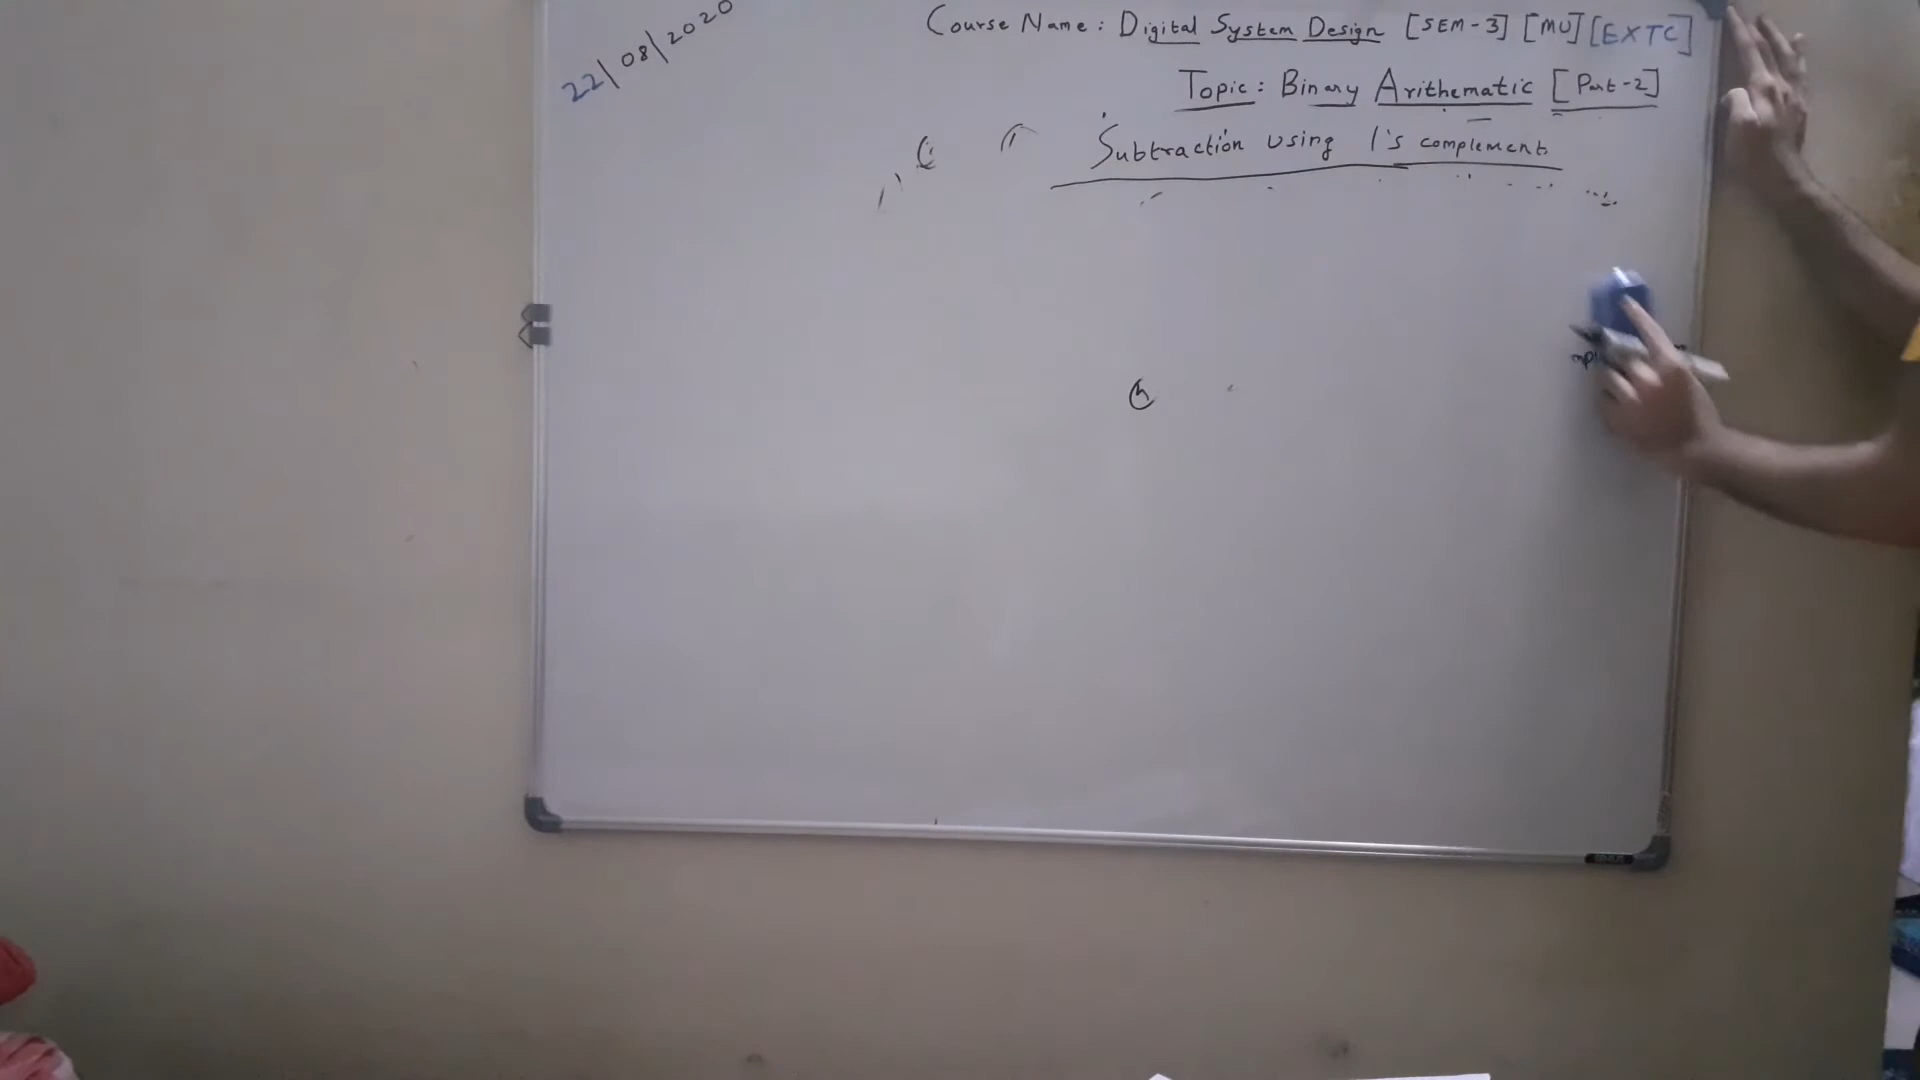 22/08/2020
Course Name: Digital System Design [SEM-3] [MU] [EXTC]
Topic: Binary Arithematic [Part-2]
Subtraction using 1's complement